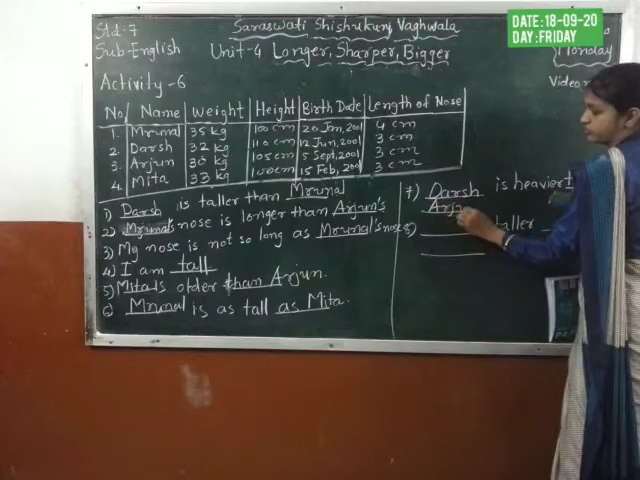 DATE:18-09-20
DAY:FRIDAY
Std-7
Saraswati Shishukunj, Vaghwala
Sub-English
Unit-4 Longer, Sharper, Bigger
Monday
Activity-6
Video
No. Name Weight Height Birth Date Length of Nose
1. Mrunal 35 kg 100 cm 20 Jan, 2001 4 cm
2. Darsh 32 kg 110 cm 12 Jun, 2001 3 cm
3. Arjun 30 kg 105 cm 5 Sept, 2001 3 cm
4. Mita 33 kg 100 cm 15 Feb, 2001 3 cm
1) Darsh is taller than Mrunal
2) Mrunal's nose is longer than Arjun's
3) My nose is not so long as Mrunal's nose
4) I am tall
5) Mita is older than Arjun.
6) Mrunal is as tall as Mita.
7) Darsh is heavier t
Arju
8) taller